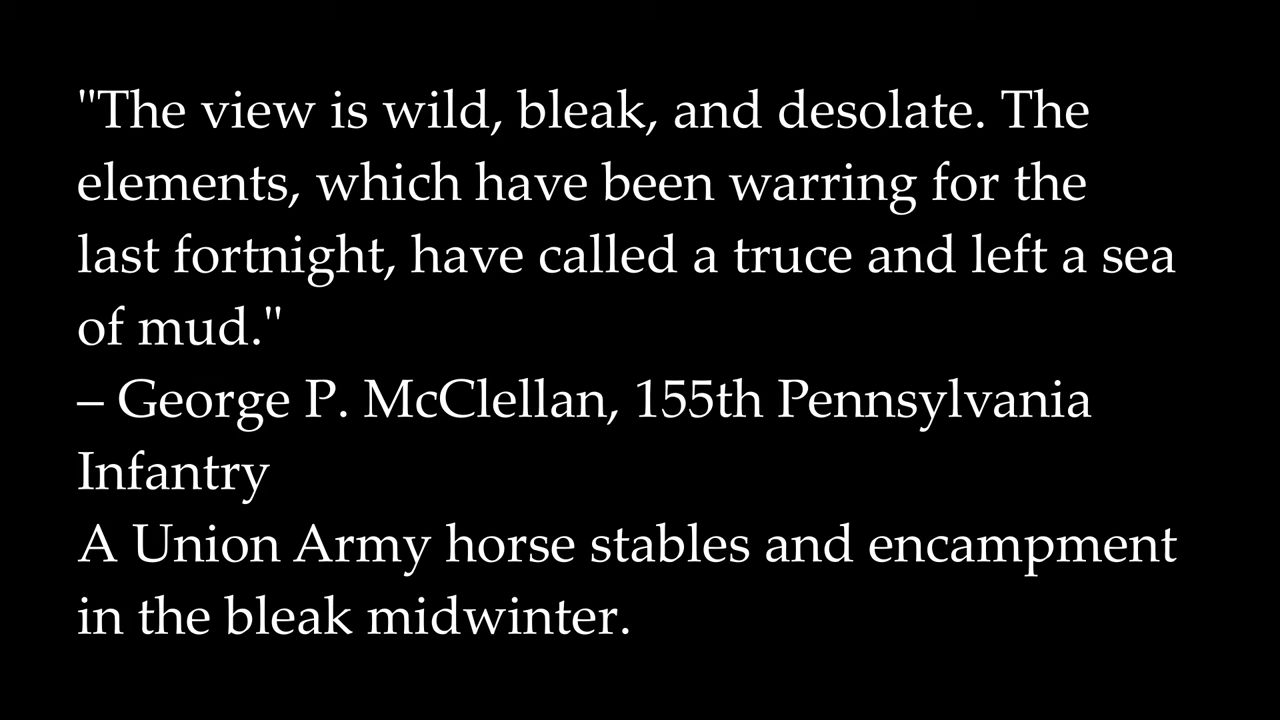 "The view is wild, bleak, and desolate. The
elements, which have been warring for the
last fortnight, have called a truce and left a sea
of mud."
– George P. McClellan, 155th Pennsylvania
Infantry
A Union Army horse stables and encampment
in the bleak midwinter.